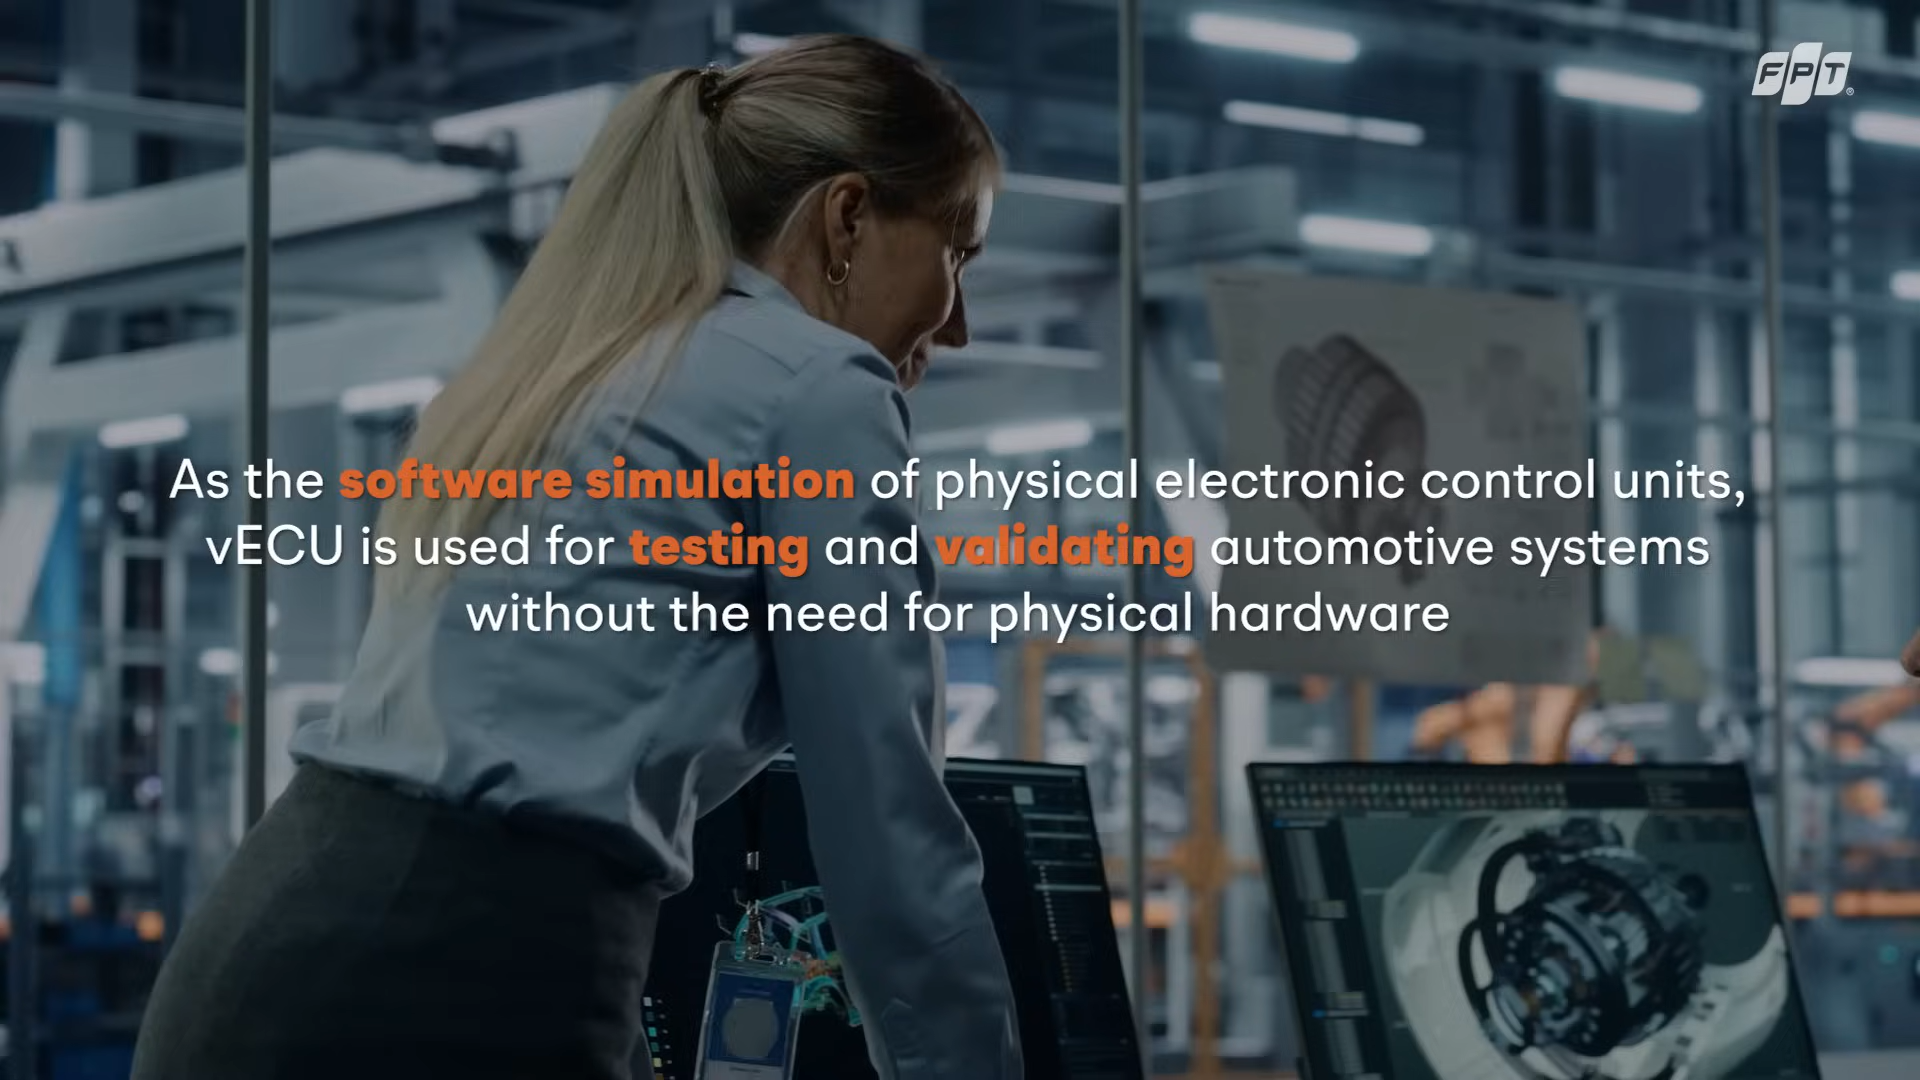 FPT®
As the software simulation of physical electronic control units,
vECU is used for testing and validating automotive systems
without the need for physical hardware